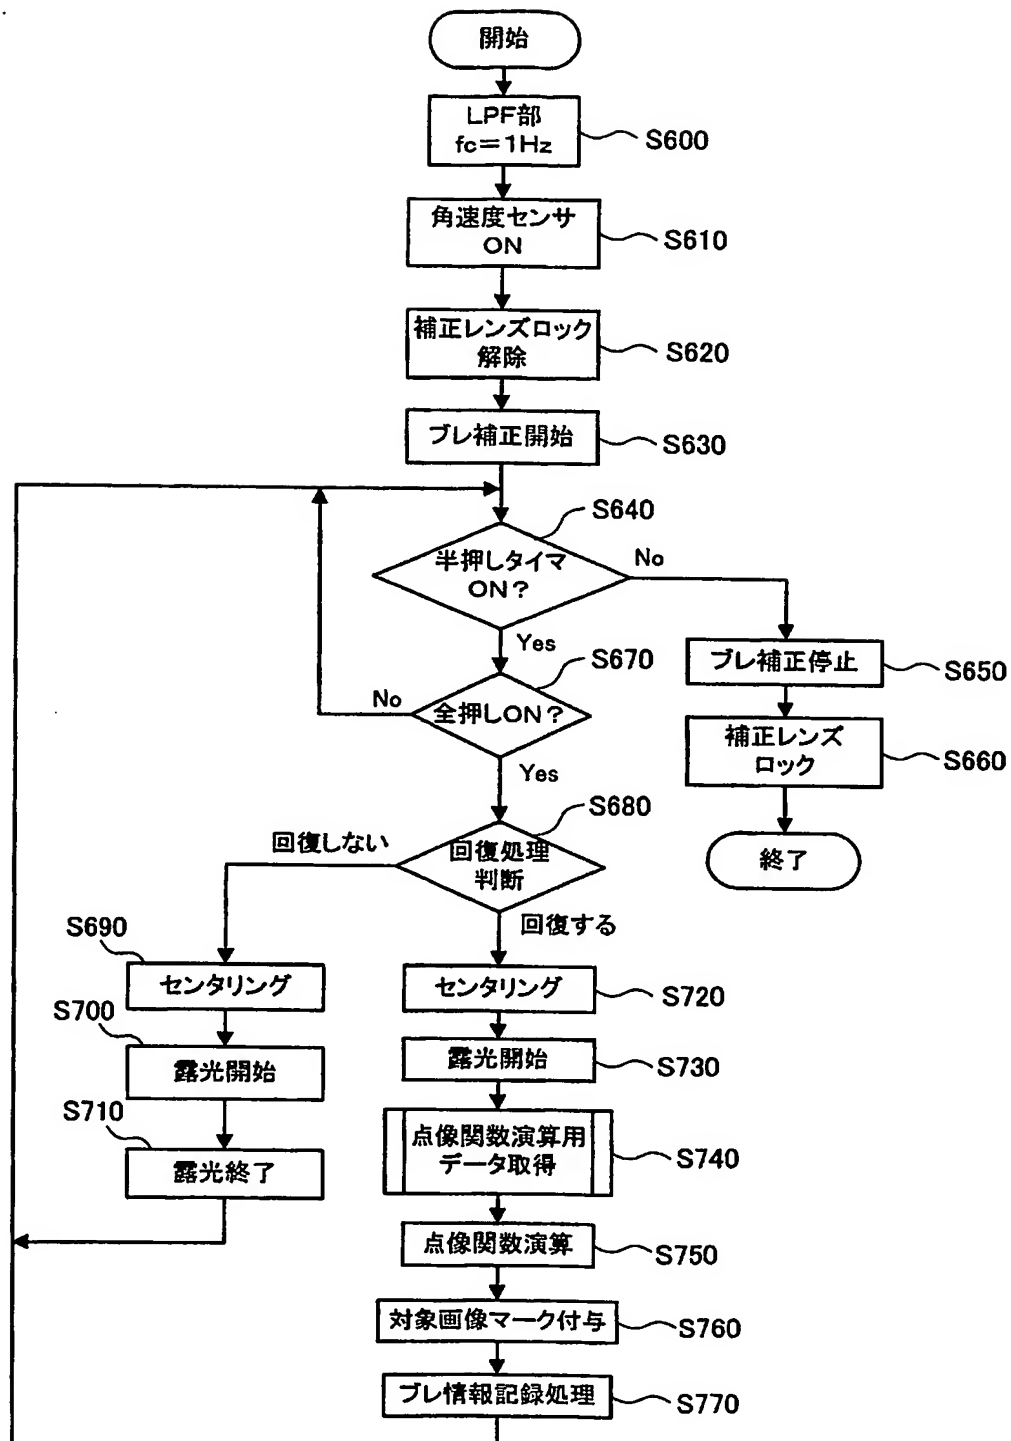 開始
LPF部
fc=1Hz
S600
角速度センサ
ON
S610
補正レンズロック
解除
S620
ブレ補正開始
S630
S640
半押しタイマ
ON?
No
Yes
ブレ補正停止
S650
S670
No
全押しON?
補正レンズ
ロック
S660
Yes
S680
回復しない
回復処理
判断
終了
回復する
S690
センタリング
センタリング
S720
S700
露光開始
露光開始
S730
S710
露光終了
点像関数演算用
データ取得
S740
点像関数演算
S750
対象画像マーク付与
S760
ブレ情報記録処理
S770